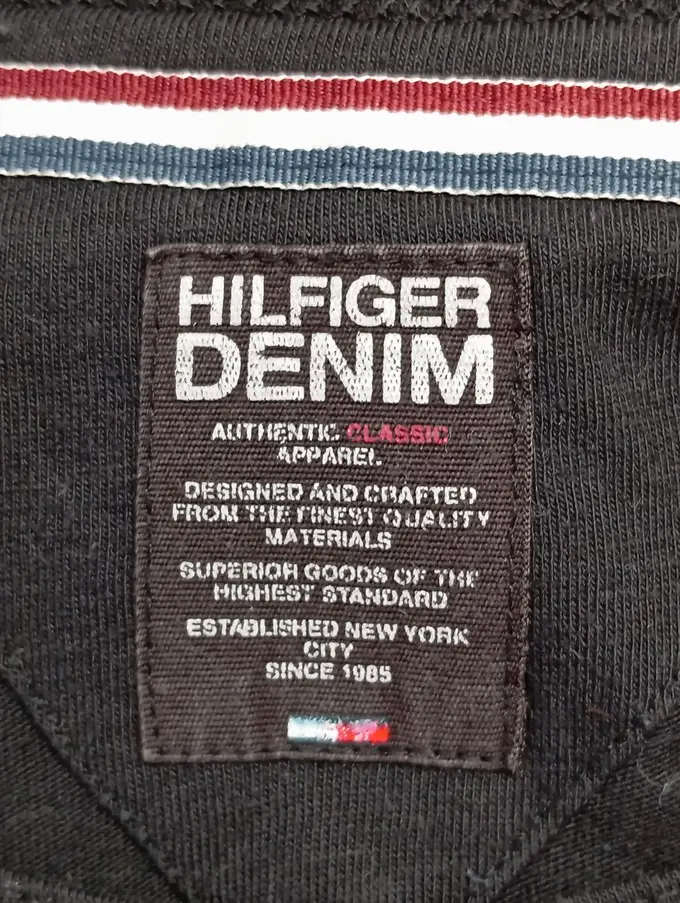 HILFIGER
DENIM
AUTHENTIC CLASSIC
APPAREL
DESIGNED AND CRAFTED
FROM THE FINEST QUALITY
MATERIALS
SUPERIOR GOODS OF THE
HIGHEST STANDARD
ESTABLISHED NEW YORK
CITY
SINCE 1985